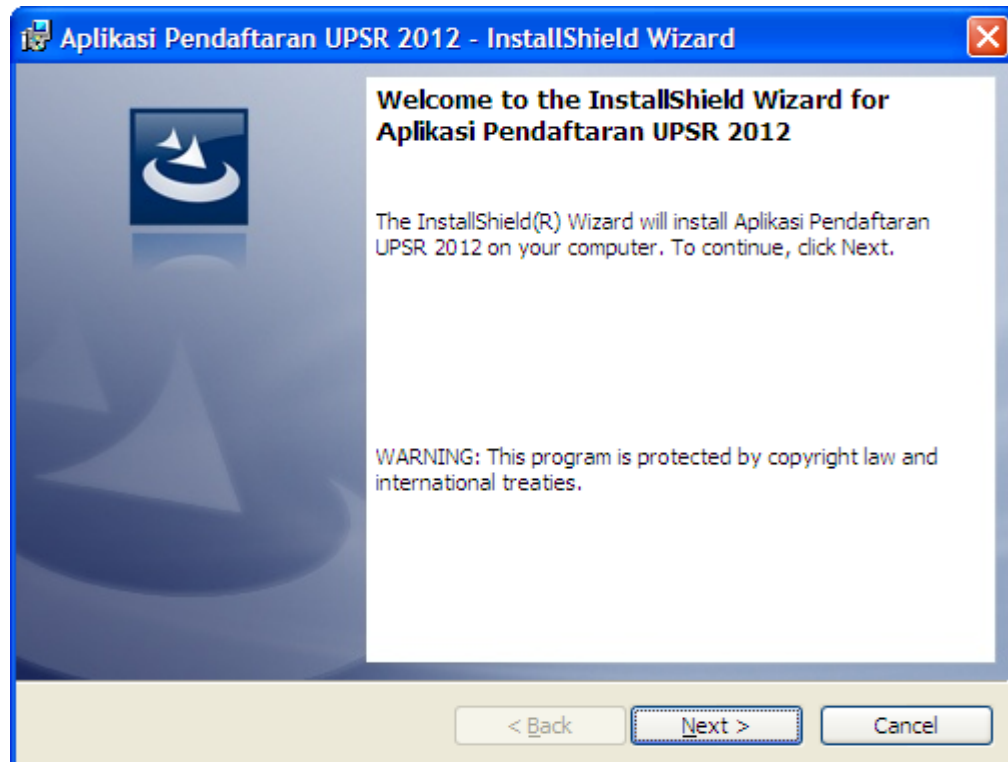 Aplikasi Pendaftaran UPSR 2012 - InstallShield Wizard
Welcome to the InstallShield Wizard for
Aplikasi Pendaftaran UPSR 2012
The InstallShield(R) Wizard will install Aplikasi Pendaftaran
UPSR 2012 on your computer. To continue, click Next.
WARNING: This program is protected by copyright law and
international treaties.
< Back Next > Cancel